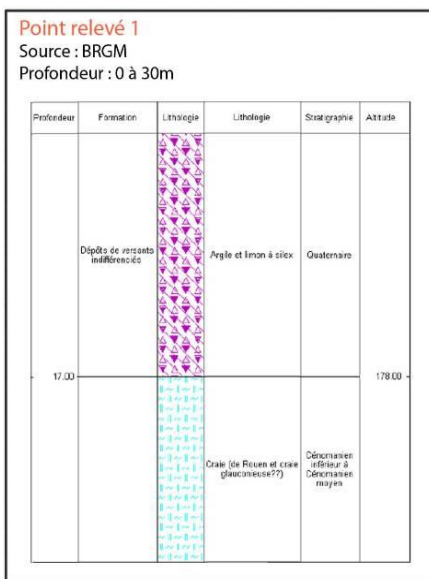 Point relevé 1
Source : BRGM
Profondeur : 0 à 30m
Profondeur Formation Lithologie Lithologie Stratigraphie Altitude
Dépôts de versants
indifférenciés
Argile et limon à silex
Quaternaire
17.00
178.00
Craie (de Rouen et craie
glauconieuse??)
Cénomanien
inférieur à
Cénomanien
moyen